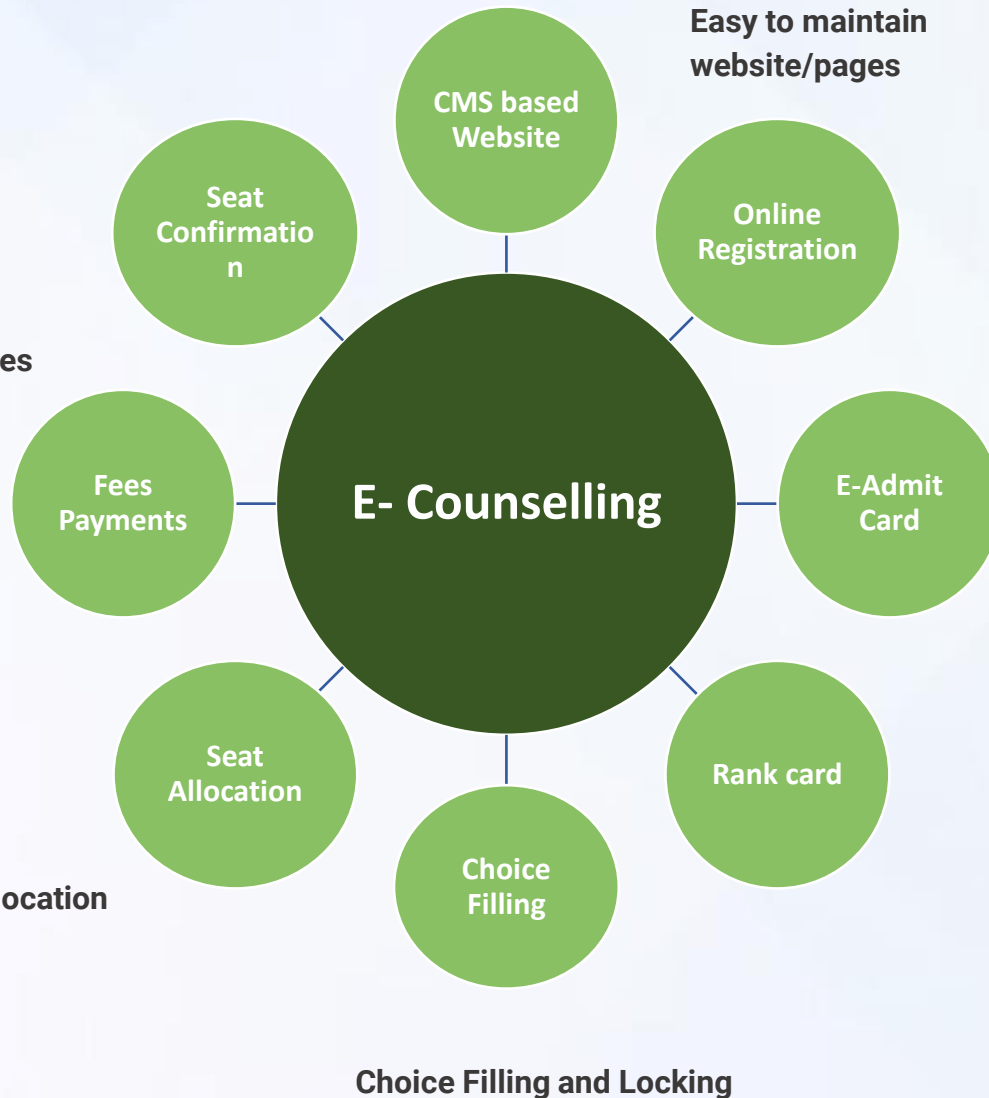 Easy to maintain
website/pages
CMS based
Website
Seat
Confirmatio
n
Online
Registration
es
Fees
Payments
E- Counselling
E-Admit
Card
Seat
Allocation
Rank card
Choice
Filling
ocation
Choice Filling and Locking